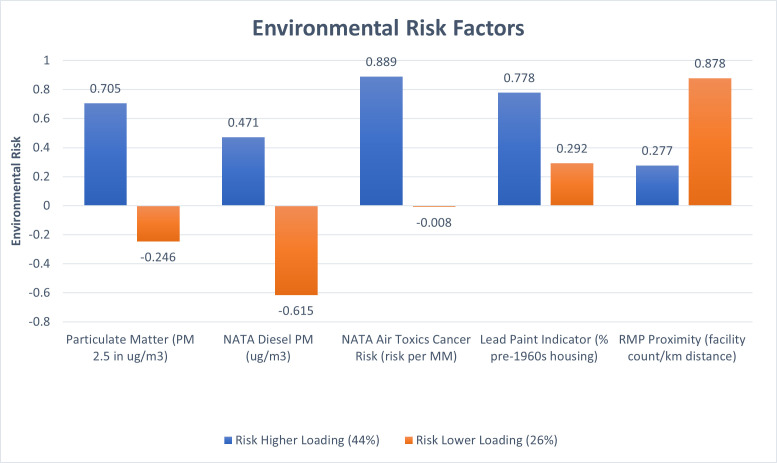 Environmental Risk Factors
Environmental Risk
1
0.8
0.6
0.4
0.2
0
-0.2
-0.4
-0.6
-0.8
0.705
-0.246
0.471
-0.615
0.889
-0.008
0.778
0.292
0.277
0.878
Particulate Matter (PM
2.5 in ug/m3)
NATA Diesel PM
(ug/m3)
NATA Air Toxics Cancer
Risk (risk per MM)
Lead Paint Indicator (%
pre-1960s housing)
RMP Proximity (facility
count/km distance)
Risk Higher Loading (44%)
Risk Lower Loading (26%)